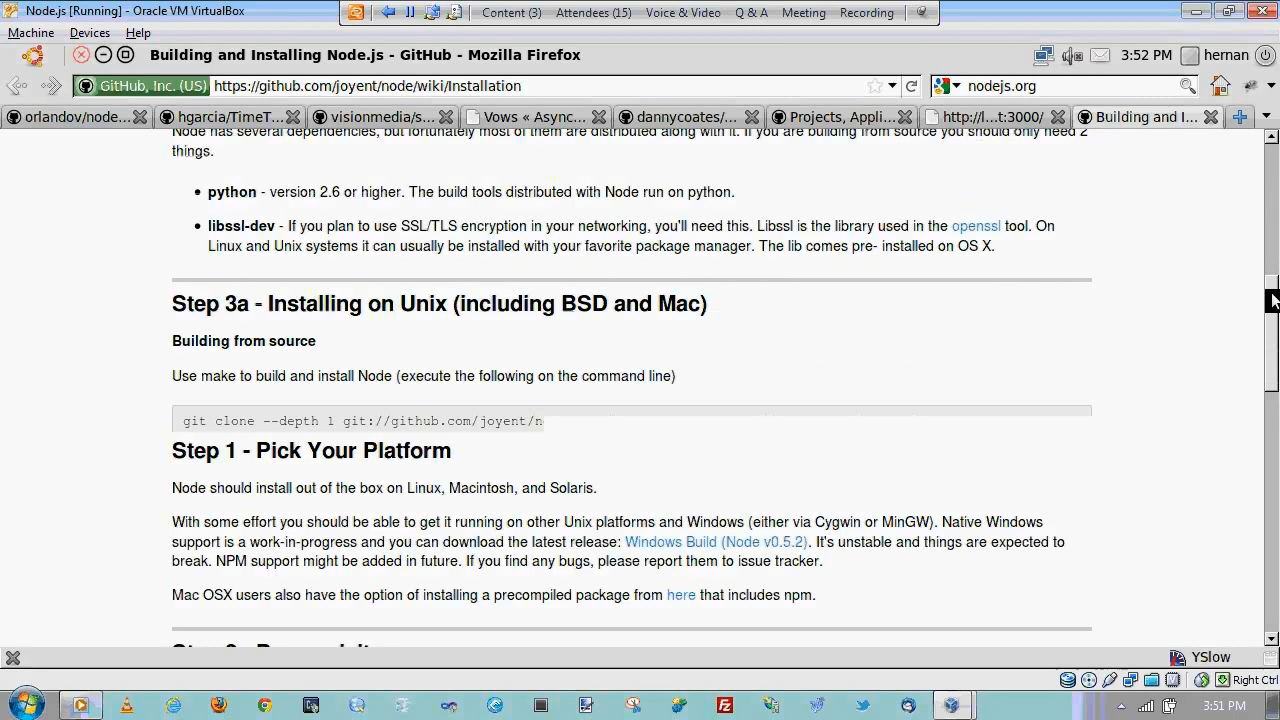 Node.js [Running] - Oracle VM VirtualBox
Content (3) Attendees (15) Voice & Video Q & A Meeting Recording
Machine Devices Help
Building and Installing Node.js - GitHub - Mozilla Firefox
3:52 PM hernan
GitHub, Inc. (US) https://github.com/joyent/node/wiki/Installation nodejs.org
orlandov/node... hgarcia/TimeT... visionmedia/s... Vows « Async... dannycoates/... Projects, Appli... http://l...t:3000/ Building and I...
Node has several dependencies, but fortunately most of them are distributed along with it. If you are building from source you should only need 2
things.
• python - version 2.6 or higher. The build tools distributed with Node run on python.
• libssl-dev - If you plan to use SSL/TLS encryption in your networking, you'll need this. Libssl is the library used in the openssl tool. On
Linux and Unix systems it can usually be installed with your favorite package manager. The lib comes pre- installed on OS X.
Step 3a - Installing on Unix (including BSD and Mac)
Building from source
Use make to build and install Node (execute the following on the command line)
git clone --depth 1 git://github.com/joyent/n
Step 1 - Pick Your Platform
Node should install out of the box on Linux, Macintosh, and Solaris.
With some effort you should be able to get it running on other Unix platforms and Windows (either via Cygwin or MinGW). Native Windows
support is a work-in-progress and you can download the latest release: Windows Build (Node v0.5.2). It's unstable and things are expected to
break. NPM support might be added in future. If you find any bugs, please report them to issue tracker.
Mac OSX users also have the option of installing a precompiled package from here that includes npm.
YSlow
Right Ctrl
3:51 PM